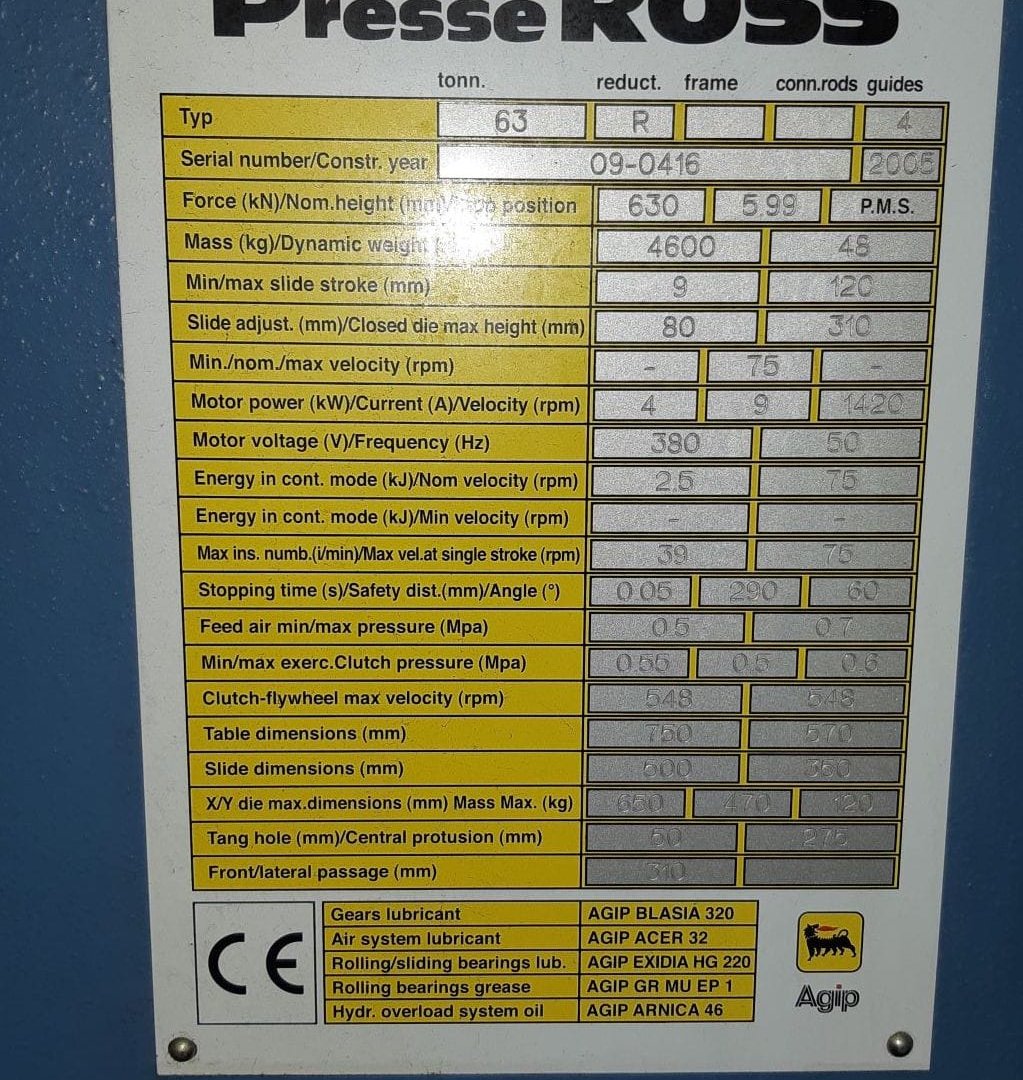 Presse ROSS
tonn. reduct. frame conn.rods guides
Typ 63 R 4
Serial number/Constr. year 09-0416 2005
Force (kN)/Nom.height position 630 5.99 P.M.S.
Mass (kg)/Dynamic weight 4600 48
Min/max slide stroke (mm) 9 120
Slide adjust. (mm)/Closed die max height (mm) 80 310
Min./nom./max velocity (rpm) - 75 -
Motor power (kW)/Current (A)/Velocity (rpm) 4 9 1420
Motor voltage (V)/Frequency (Hz) 380 50
Energy in cont. mode (kJ)/Nom velocity (rpm) 2.5 75
Energy in cont. mode (kJ)/Min velocity (rpm) - -
Max ins. numb.(i/min)/Max vel.at single stroke (rpm) 39 75
Stopping time (s)/Safety dist.(mm)/Angle (°) 0.05 290 60
Feed air min/max pressure (Mpa) 0.5 0.7
Min/max exerc.Clutch pressure (Mpa) 0.55 0.5 0.6
Clutch-flywheel max velocity (rpm) 548 548
Table dimensions (mm) 750 570
Slide dimensions (mm) 500 350
X/Y die max.dimensions (mm) Mass Max. (kg) 650 470 120
Tang hole (mm)/Central protusion (mm) 50 275
Front/lateral passage (mm) 310
CE
Gears lubricant AGIP BLASIA 320
Air system lubricant AGIP ACER 32
Rolling/sliding bearings lub. AGIP EXIDIA HG 220
Rolling bearings grease AGIP GR MU EP 1
Hydr. overload system oil AGIP ARNICA 46
Agip